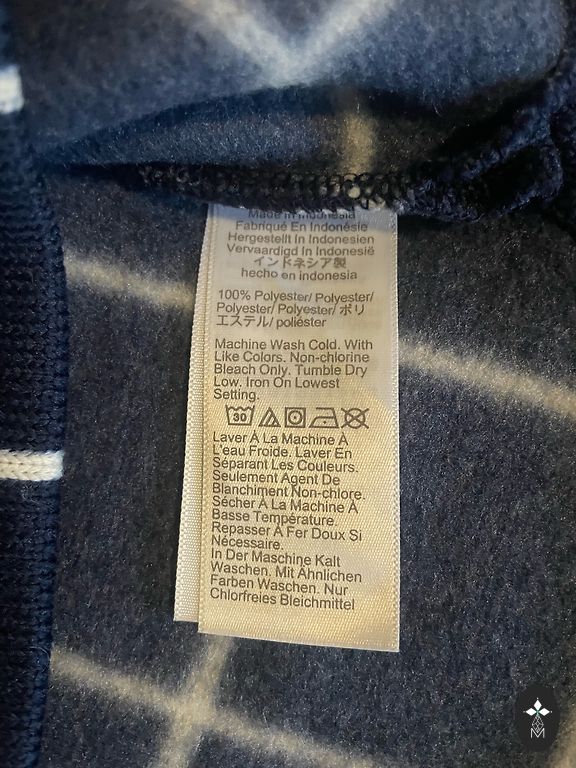 Made in Indonesia
Fabriqué En Indonésie
Hergestellt In Indonesien
Vervaardigd In Indonesië
インドネシア製
hecho en indonesia
100% Polyester/ Polyester/
Polyester/ Polyester/ ポリ
エステル/ poliéster
Machine Wash Cold. With
Like Colors. Non-chlorine
Bleach Only. Tumble Dry
Low. Iron On Lowest
Setting.
30
Laver À La Machine À
L'eau Froide. Laver En
Séparant Les Couleurs.
Seulement Agent De
Blanchiment Non-chlore.
Sécher À La Machine À
Basse Température.
Repasser À Fer Doux Si
Nécessaire.
In Der Maschine Kalt
Waschen. Mit Ähnlichen
Farben Waschen. Nur
Chlorfreies Bleichmittel
M